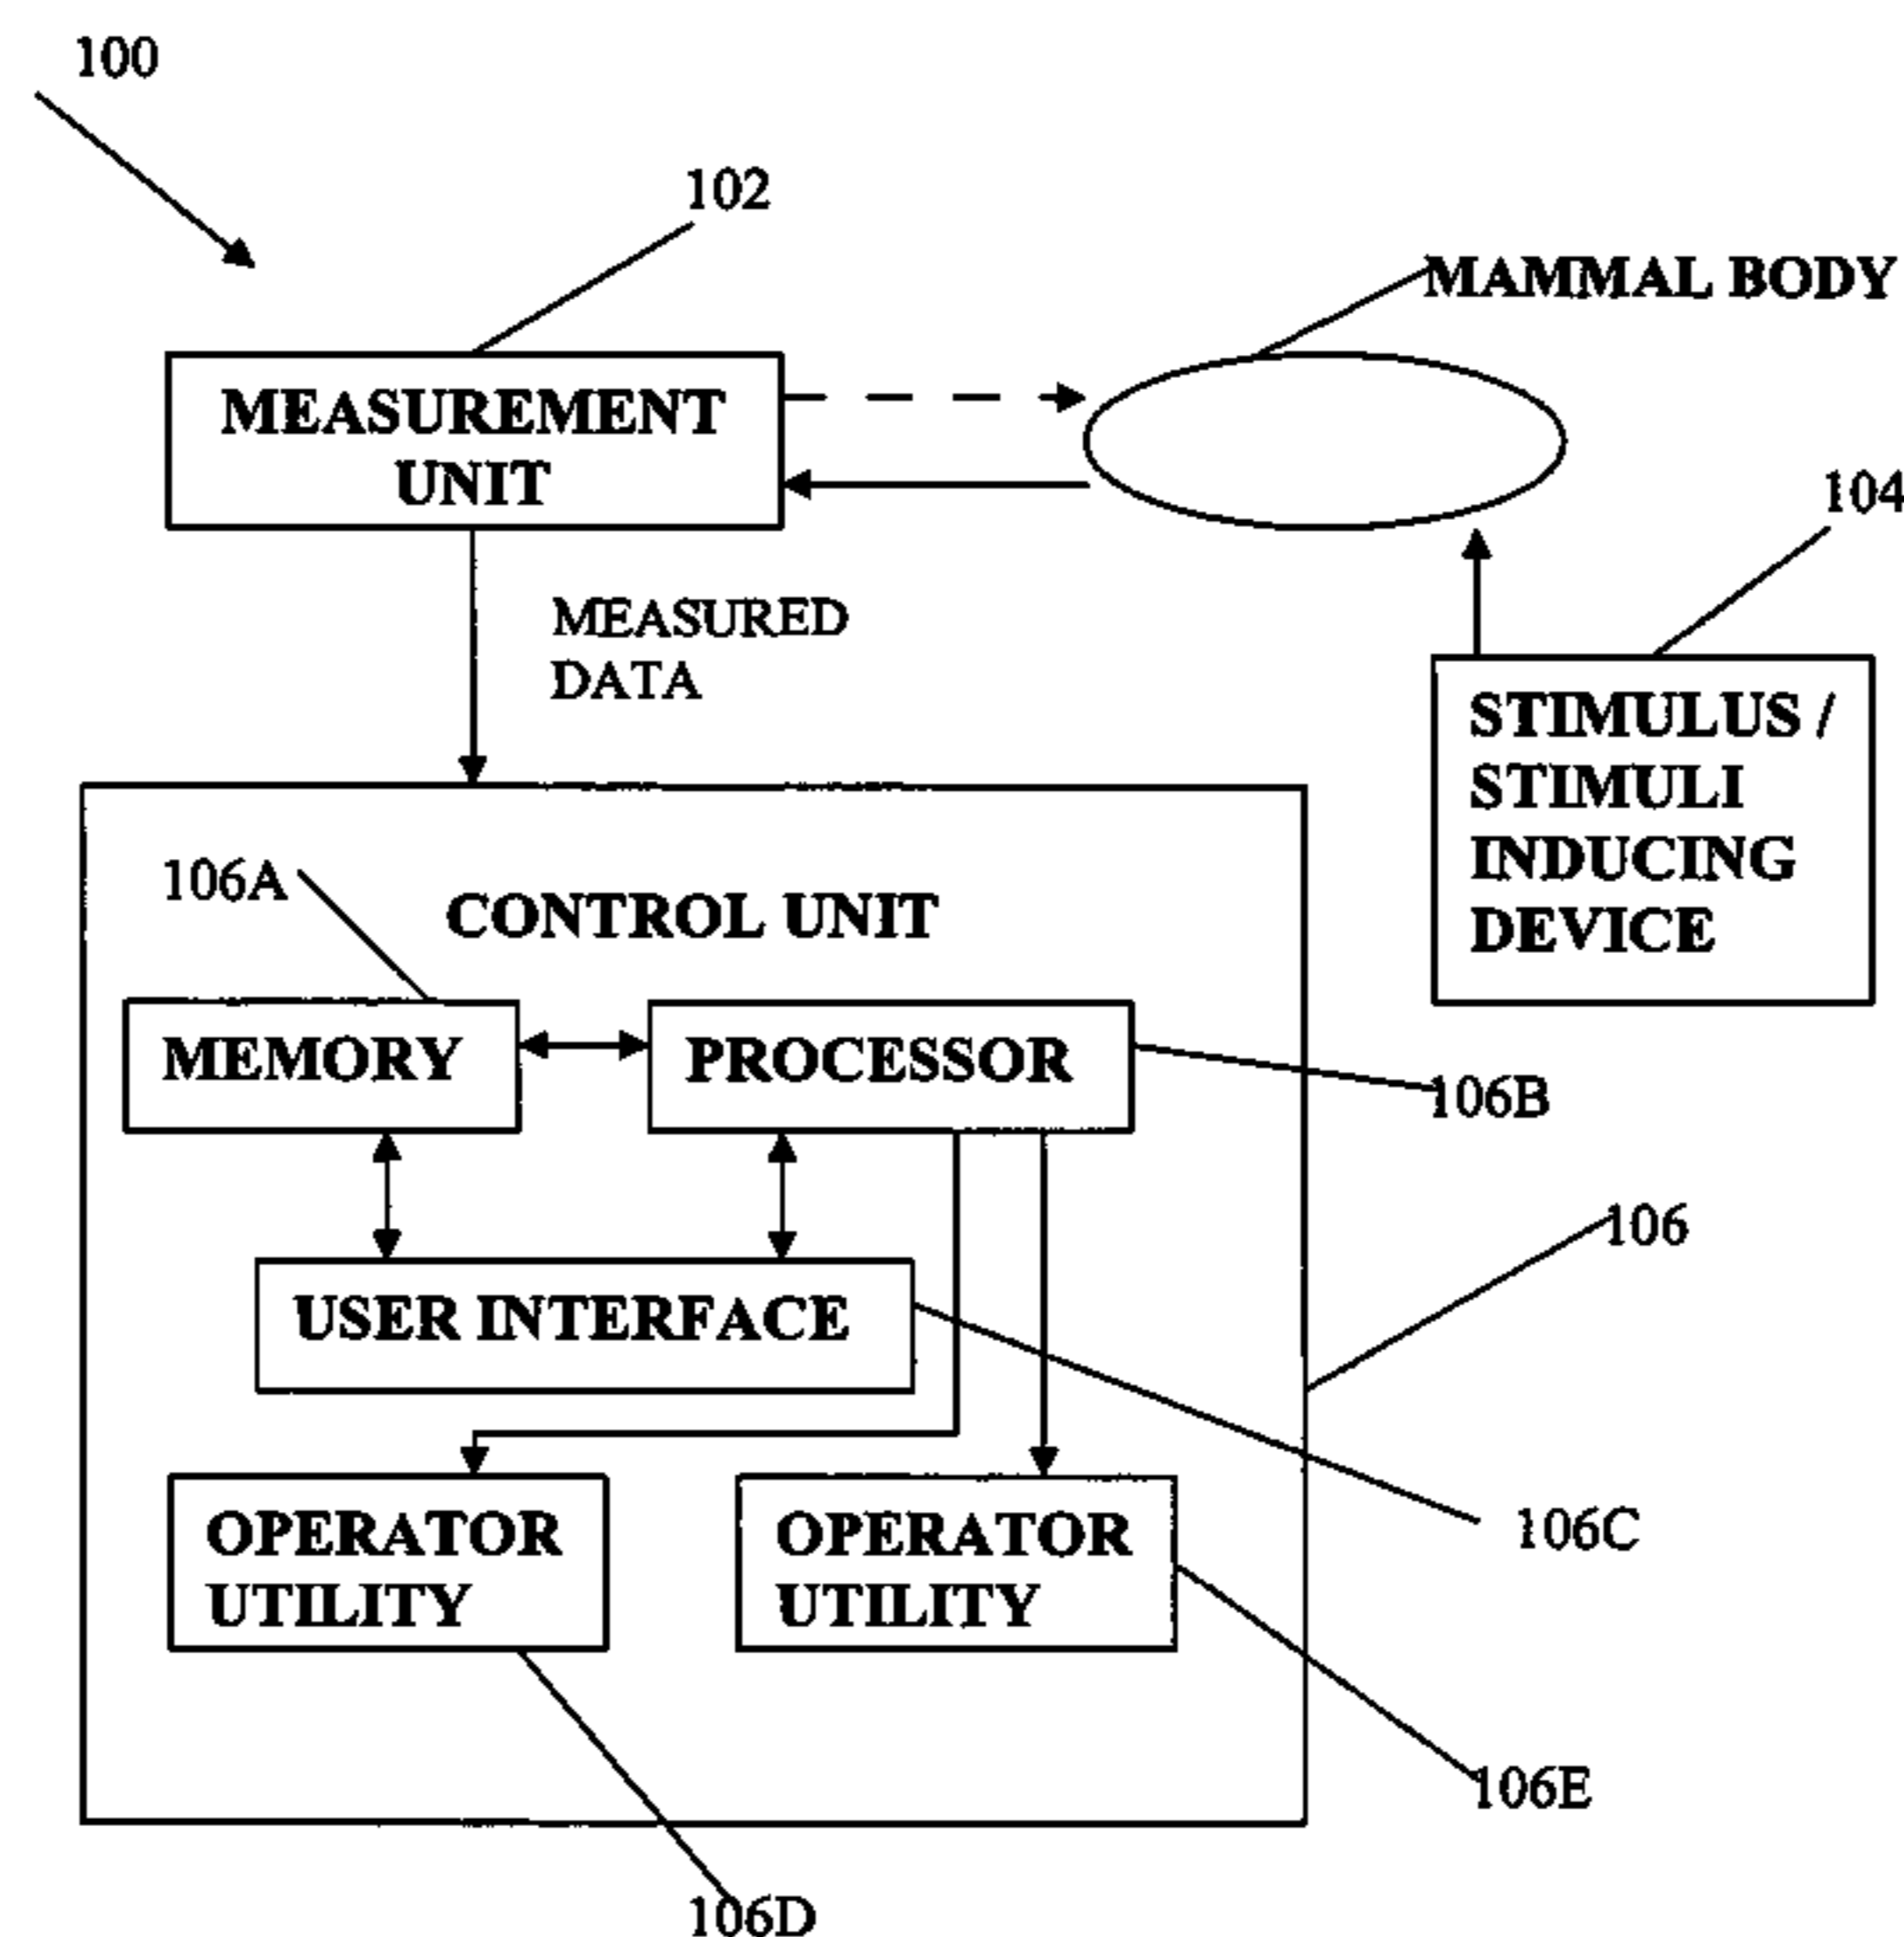 100
102
MAMMAL BODY
MEASUREMENT
UNIT
104
MEASURED
DATA
STIMULUS /
STIMULI
INDUCING
DEVICE
106A
CONTROL UNIT
MEMORY
PROCESSOR
106B
106
USER INTERFACE
OPERATOR
UTILITY
OPERATOR
UTILITY
106C
106E
106D